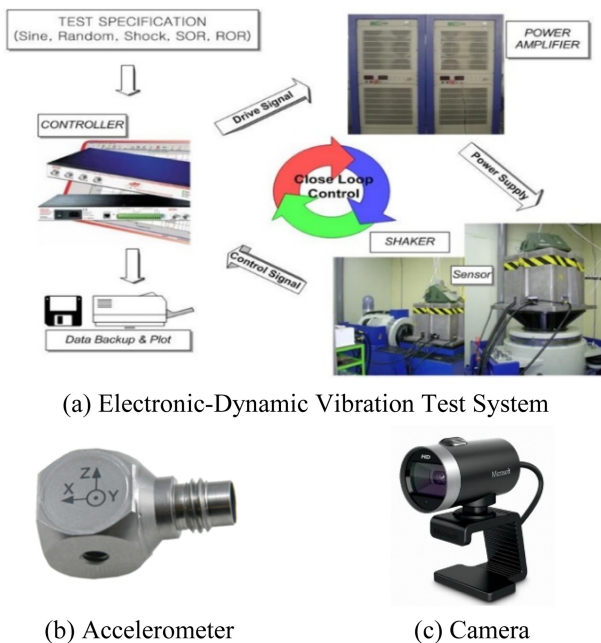 TEST SPECIFICATION
(Sine, Random, Shock, SOR, ROR)
POWER
AMPLIFIER
CONTROLLER
Drive Signal
Close Loop
Control
Power Supply
SHAKER
Sensor
Control Signal
Data Backup & Plot
(a) Electronic-Dynamic Vibration Test System
Z
X
Y
HD
Microsoft
(b) Accelerometer
(c) Camera